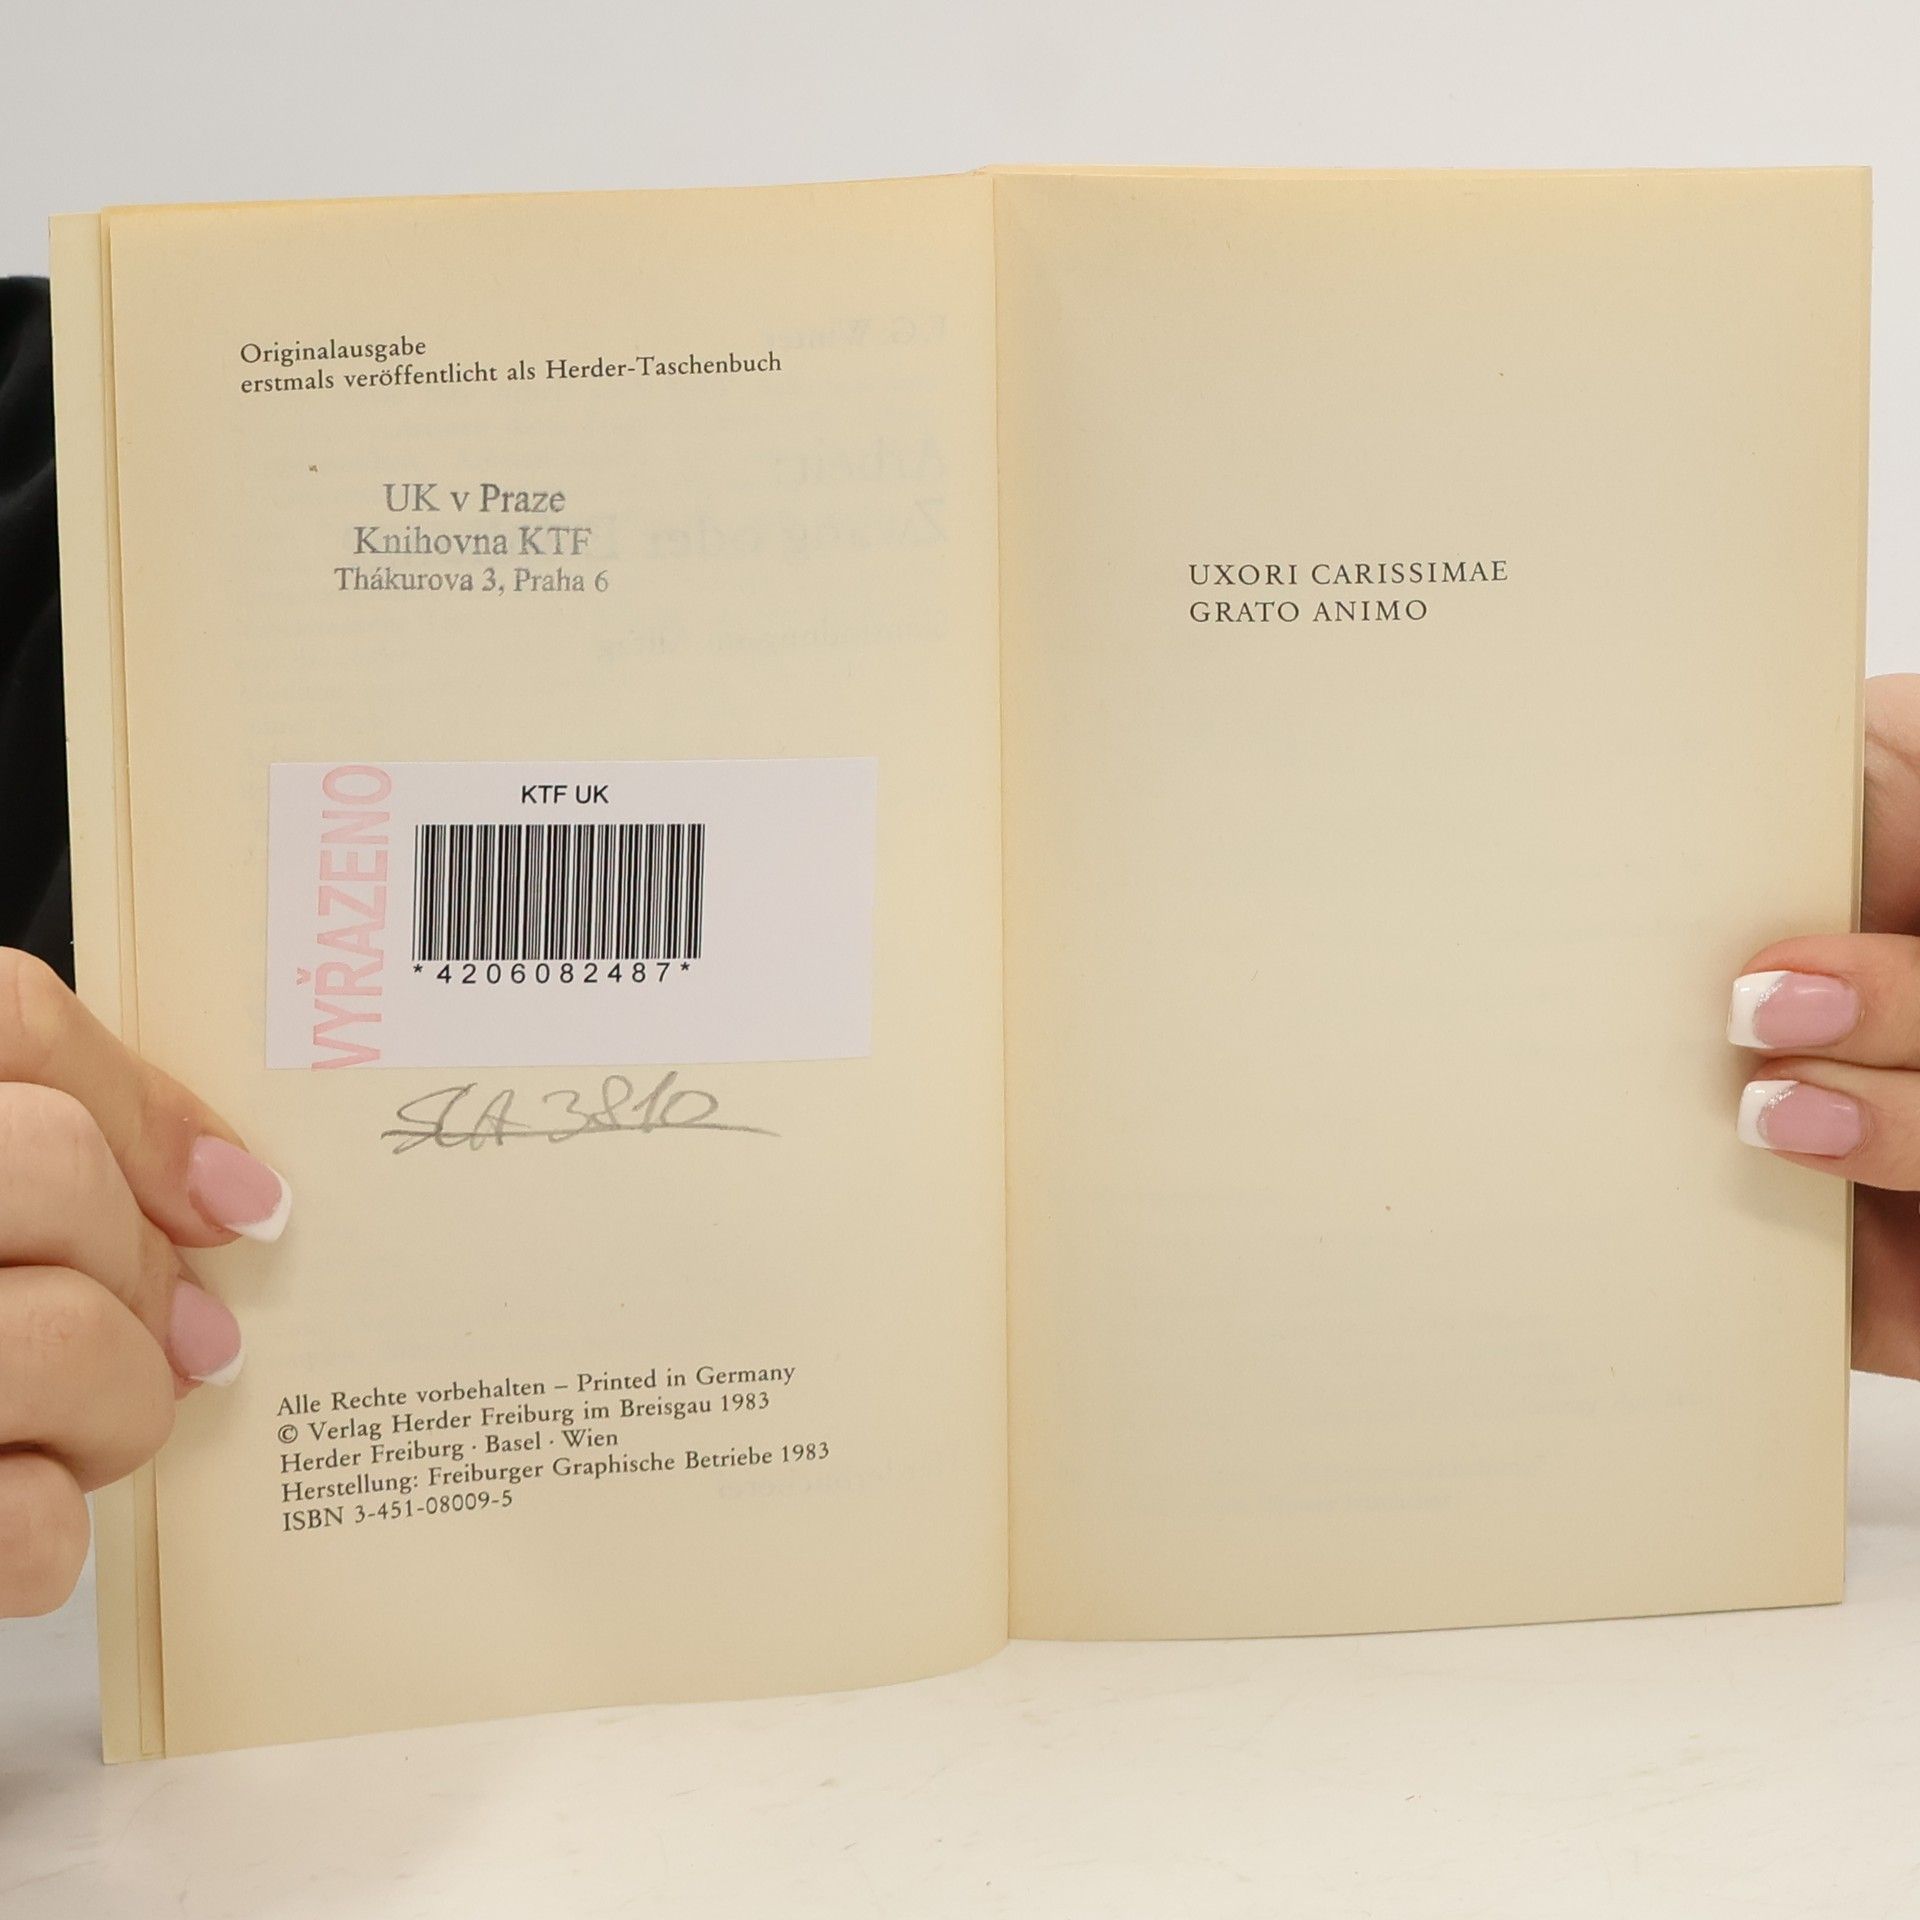 Originalausgabe
erstmals veröffentlicht als Herder-Taschenbuch
UK v Praze
Knihovna KTF
Thákurova 3, Praha 6
VYŘAZENO
KTF UK
*4206082487*
Alle Rechte vorbehalten – Printed in Germany
© Verlag Herder Freiburg im Breisgau 1983
Herder Freiburg · Basel · Wien
Herstellung: Freiburger Graphische Betriebe 1983
ISBN 3-451-08009-5
UXORI CARISSIMAE
GRATO ANIMO